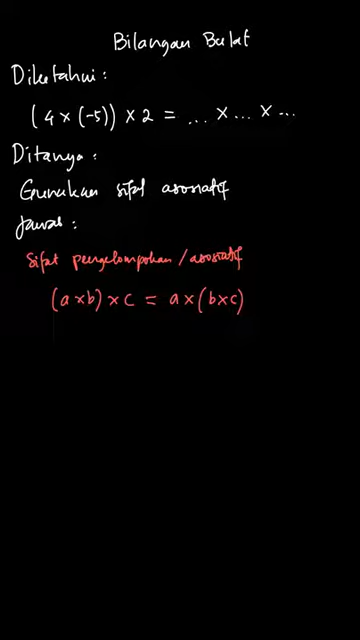 Bilangan Bulat
Diketahui :
(4 × (-5)) × 2 = ... × ... × ...
Ditanya :
Gunakan sifat asosiatif
Jawab :
Sifat pengelompokan / asosiatif
(a × b) × c = a × (b × c)